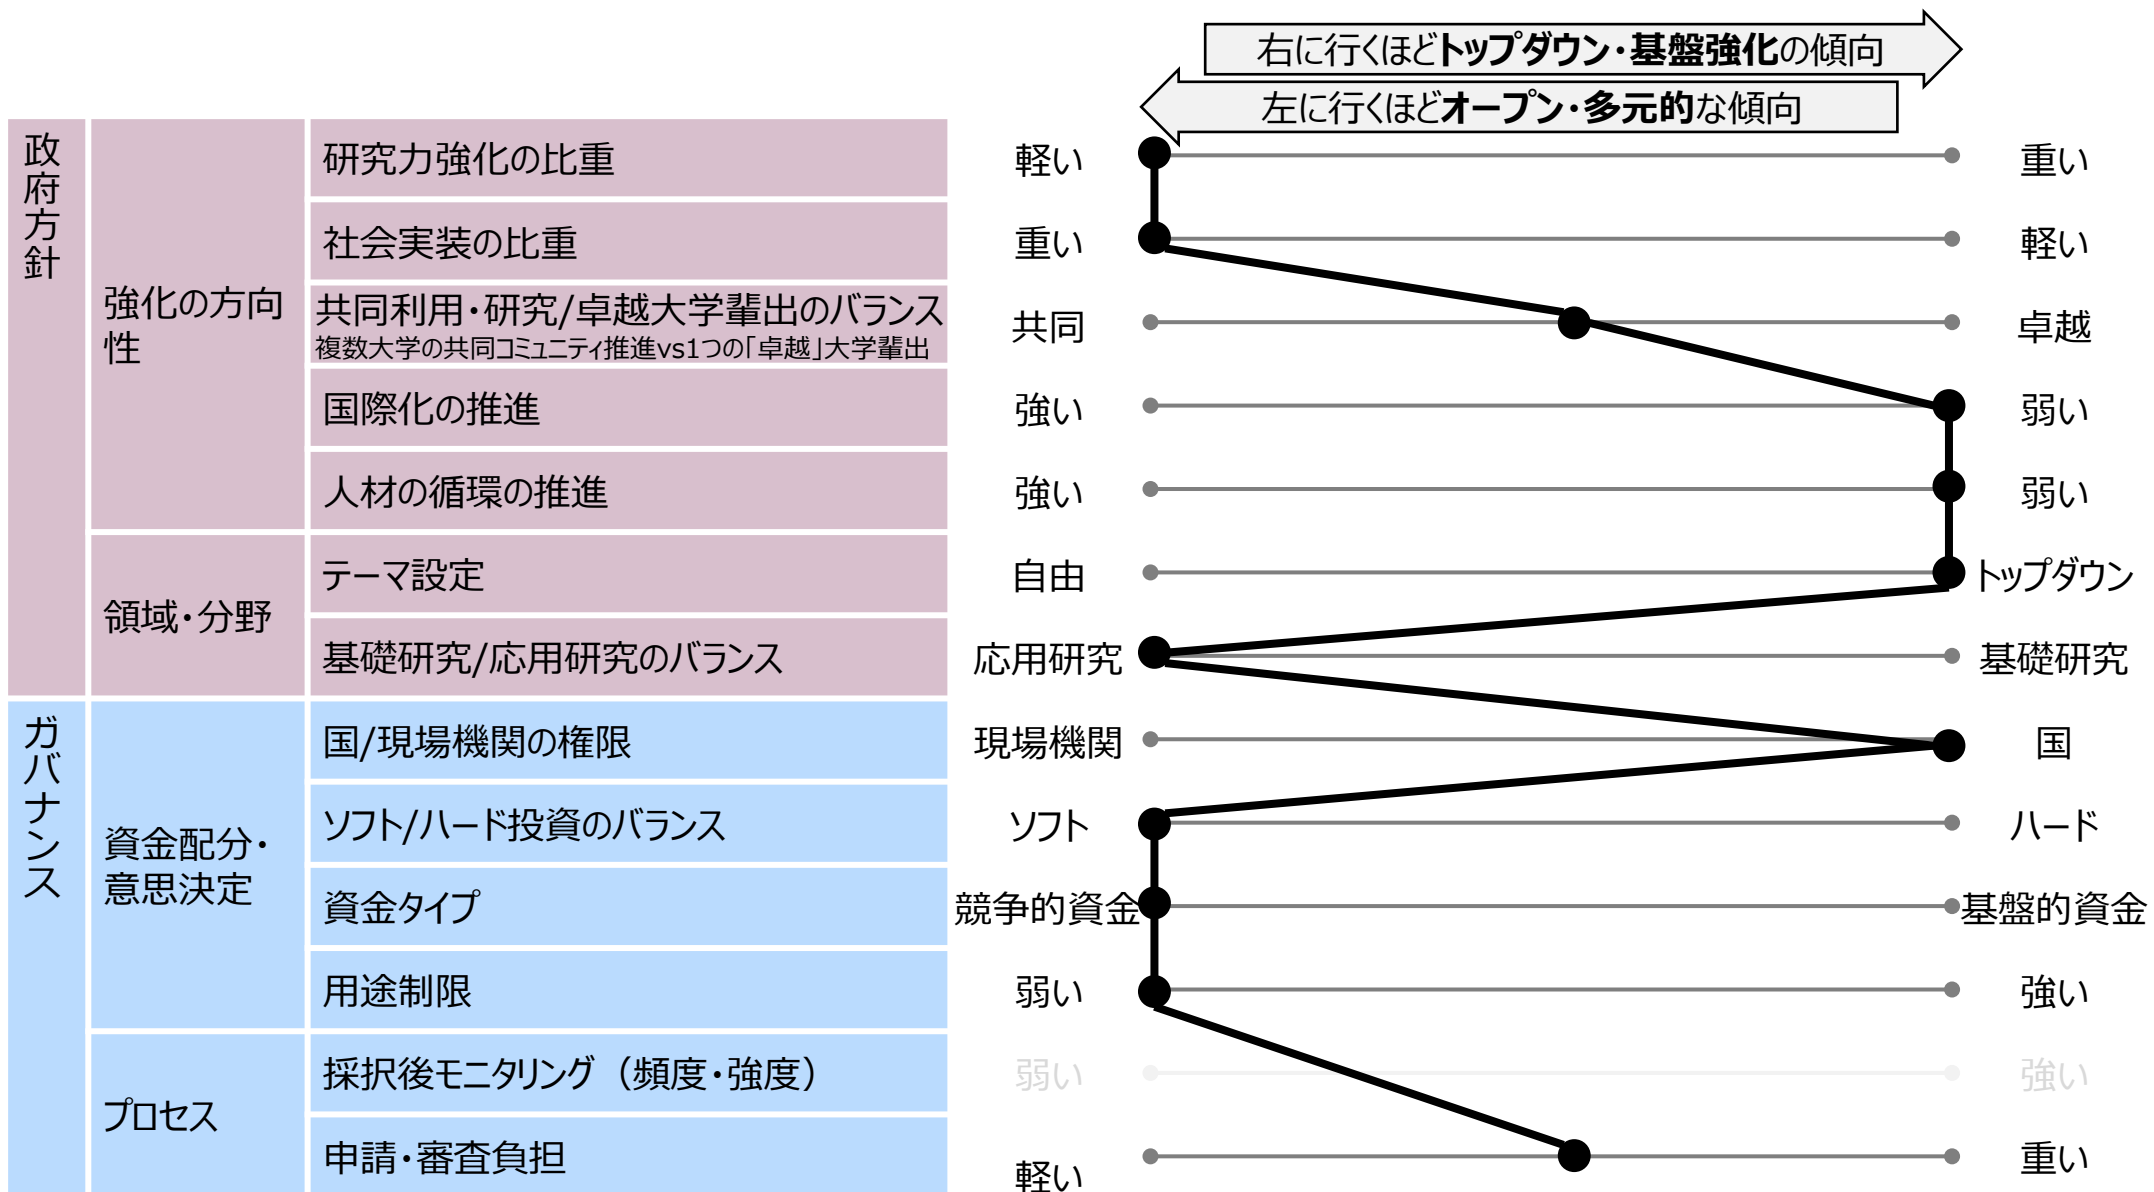 右に行くほどトップダウン・基盤強化の傾向
左に行くほどオープン・多元的な傾向
政府方針
強化の方向
性
研究力強化の比重
軽い
重い
社会実装の比重
重い
軽い
共同利用・研究/卓越大学輩出のバランス
複数大学の共同コミュニティ推進vs1つの「卓越」大学輩出
共同
卓越
国際化の推進
強い
弱い
人材の循環の推進
強い
弱い
領域・分野
テーマ設定
自由
トップダウン
基礎研究/応用研究のバランス
応用研究
基礎研究
ガバナンス
資金配分・
意思決定
国/現場機関の権限
現場機関
国
ソフト/ハード投資のバランス
ソフト
ハード
資金タイプ
競争的資金
基盤的資金
用途制限
弱い
強い
プロセス
採択後モニタリング（頻度・強度）
弱い
強い
申請・審査負担
軽い
重い